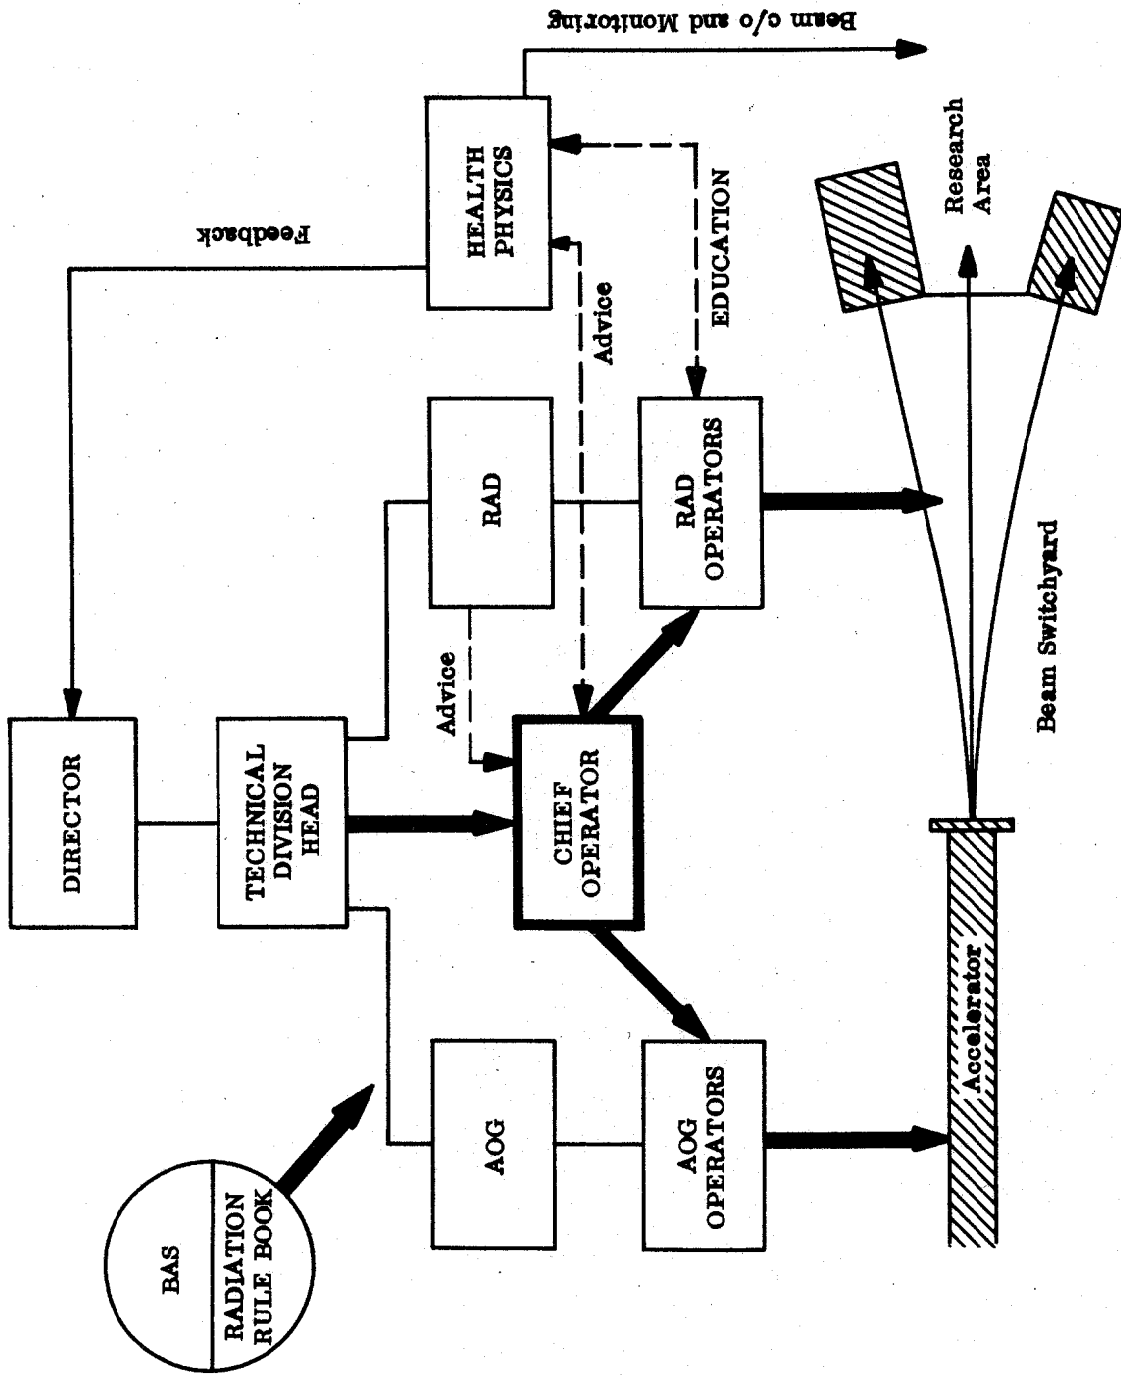 DIRECTOR
TECHNICAL
DIVISION
HEAD
BAS
RADIATION
RULE BOOK
AOG
AOG
OPERATORS
CHIEF
OPERATOR
Advice
RAD
RAD
OPERATORS
Advice
EDUCATION
HEALTH
PHYSICS
Feedback
Beam c/o and Monitoring
Accelerator
Beam Switchyard
Research
Area